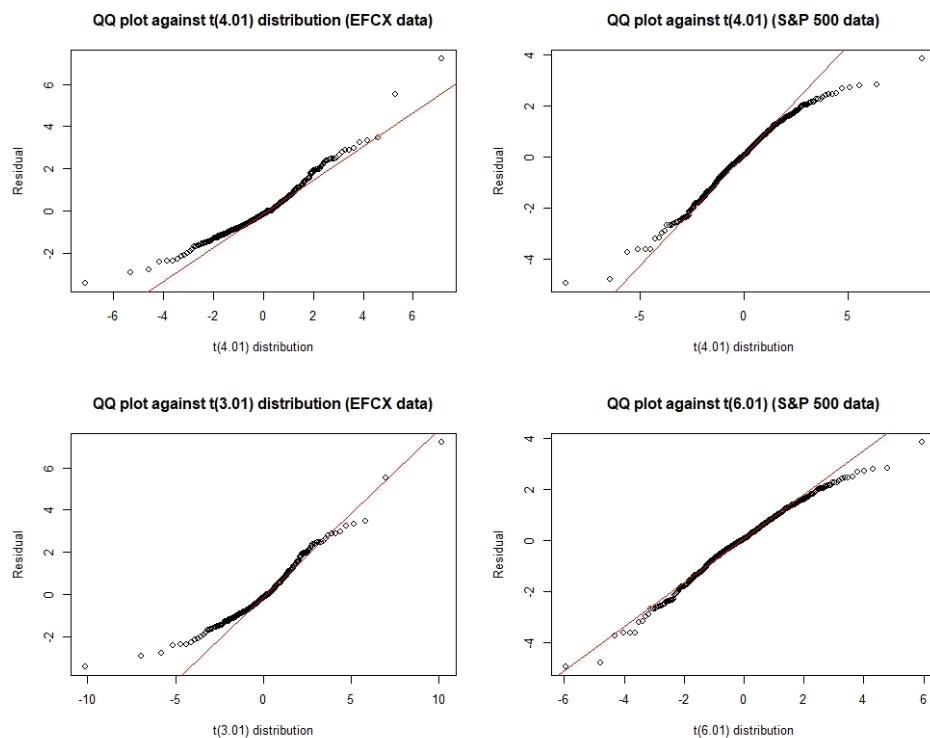 QQ plot against t(4.01) distribution (EFCX data)
Residual
6
4
2
0
-2
-6 -4 -2 0 2 4 6
t(4.01) distribution
QQ plot against t(4.01) (S&P 500 data)
Residual
4
2
0
-2
-4
-5 0 5
t(4.01) distribution
QQ plot against t(3.01) distribution (EFCX data)
Residual
6
4
2
0
-2
-10 -5 0 5 10
t(3.01) distribution
QQ plot against t(6.01) (S&P 500 data)
Residual
4
2
0
-2
-4
-6 -4 -2 0 2 4 6
t(6.01) distribution